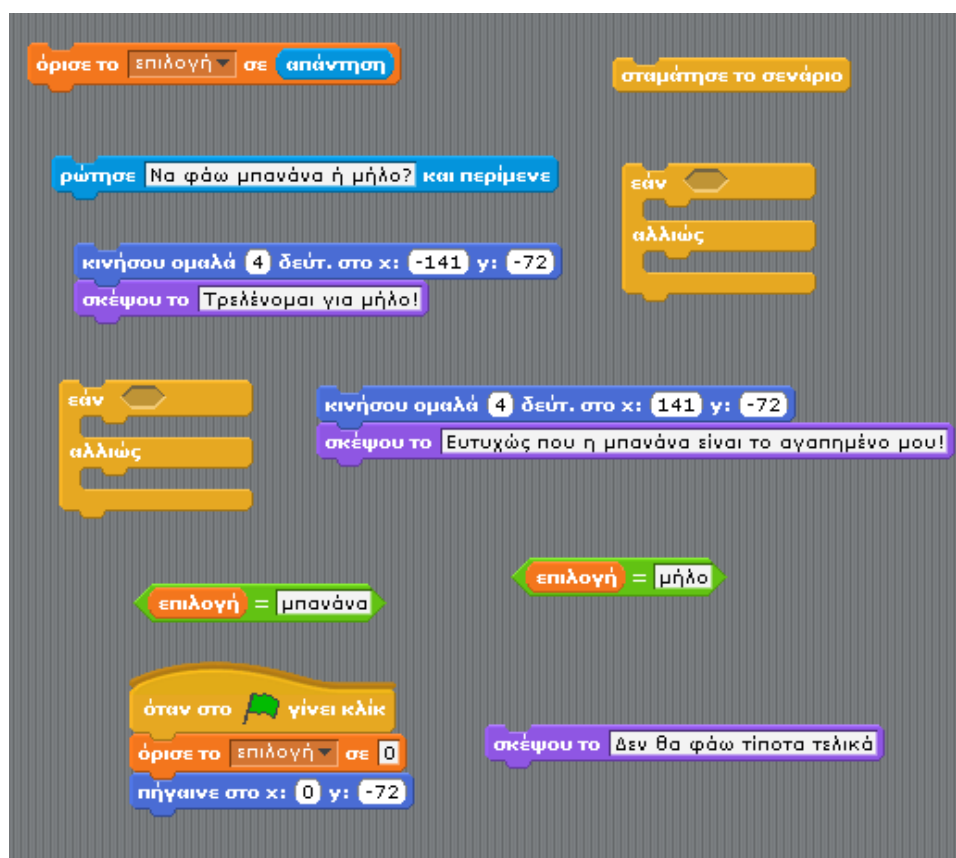 όρισε το επιλογή σε απάντηση
σταμάτησε το σενάριο
ρώτησε Να φάω μπανάνα ή μήλο? και περίμενε
εάν
αλλιώς
κινήσου ομαλά 4 δεύτ. στο x: -141 y: -72
σκέψου το Τρελένομαι για μήλο!
εάν
αλλιώς
κινήσου ομαλά 4 δεύτ. στο x: 141 y: -72
σκέψου το Ευτυχώς που η μπανάνα είναι το αγαπημένο μου!
επιλογή = μήλο
επιλογή = μπανάνα
όταν στο γίνει κλίκ
όρισε το επιλογή σε 0
πήγαινε στο x: 0 y: -72
σκέψου το Δεν θα φάω τίποτα τελικά